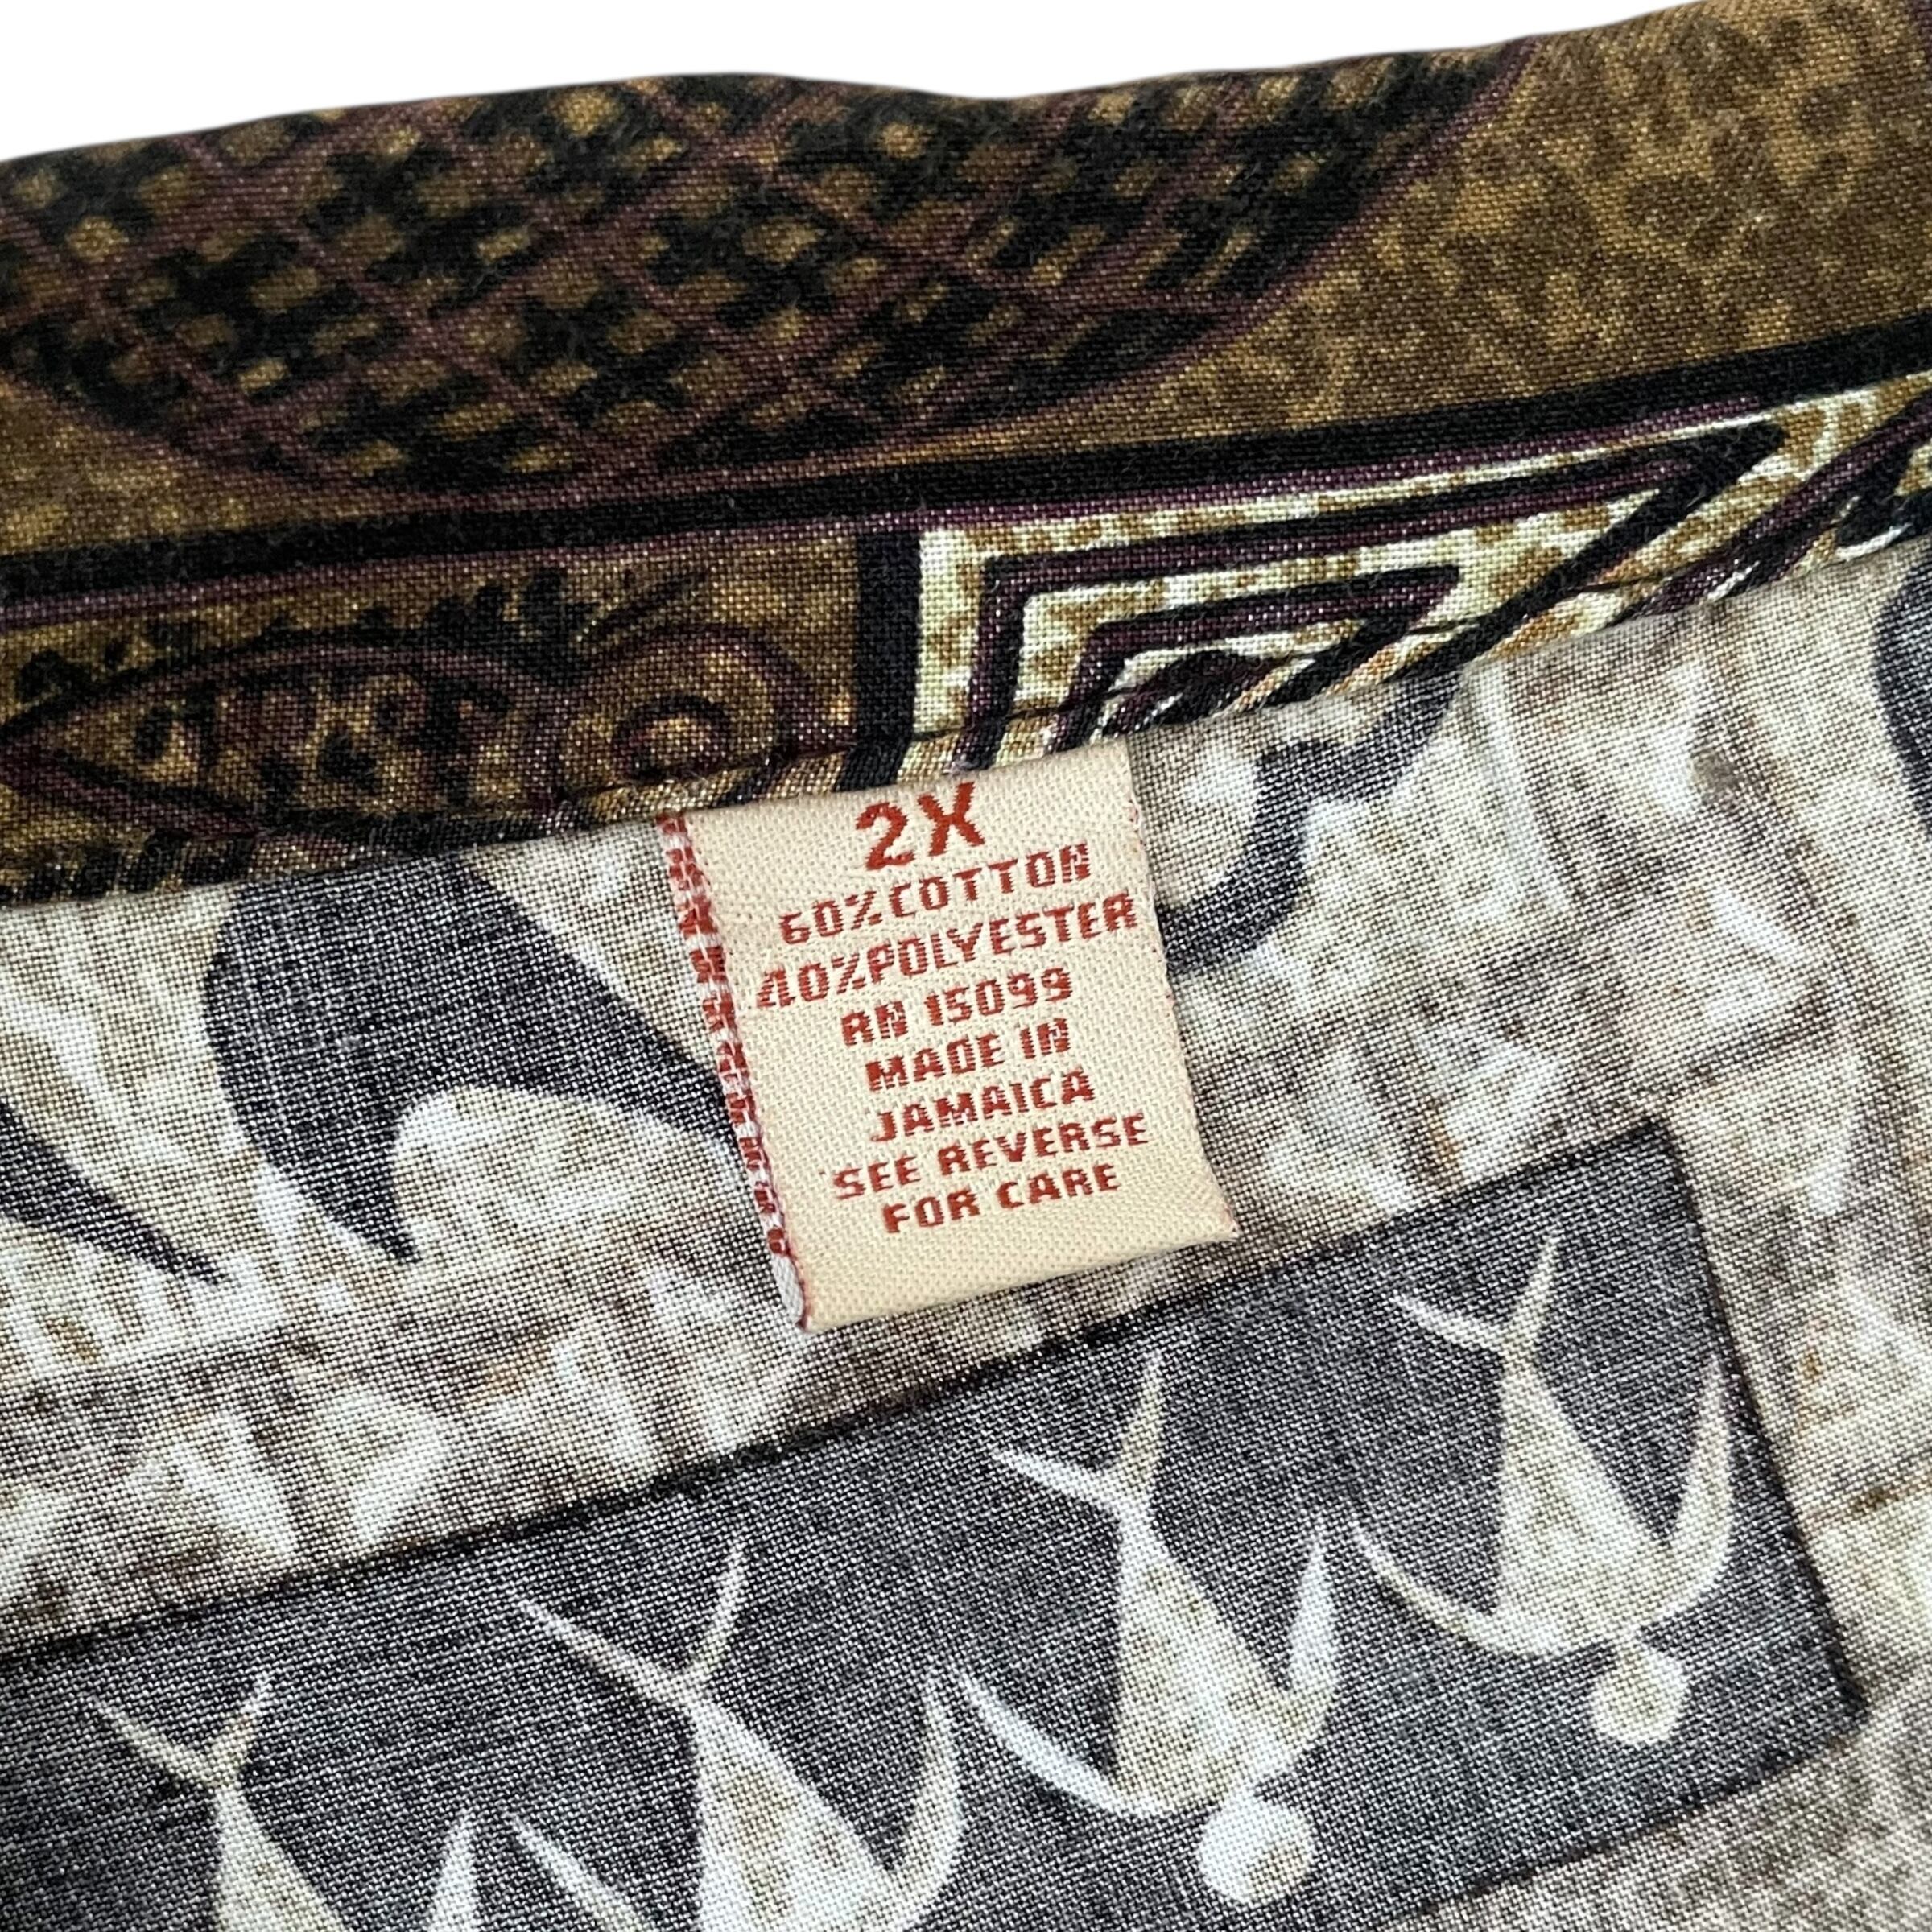 2X
60%COTTON
40%POLYESTER
RN 15099
MADE IN
JAMAICA
SEE REVERSE
FOR CARE